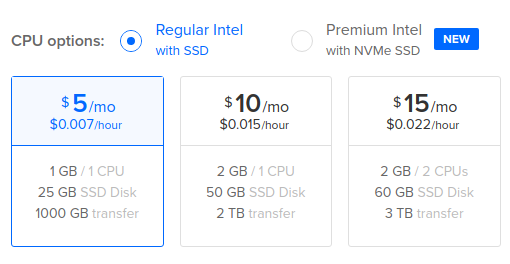 CPU options:
Regular Intel
with SSD
Premium Intel
with NVMe SSD
NEW
$5/mo
$0.007/hour
1 GB / 1 CPU
25 GB SSD Disk
1000 GB transfer
$10/mo
$0.015/hour
2 GB / 1 CPU
50 GB SSD Disk
2 TB transfer
$15/mo
$0.022/hour
2 GB / 2 CPUs
60 GB SSD Disk
3 TB transfer